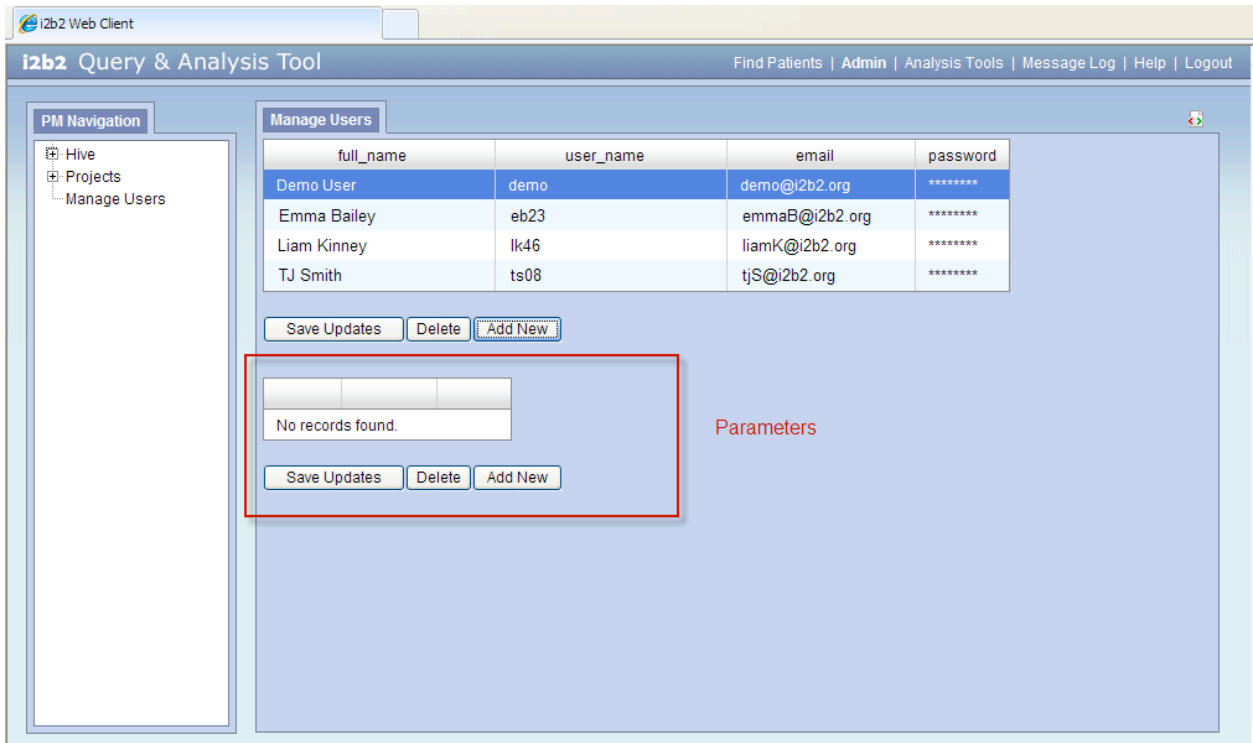 i2b2 Web Client
i2b2 Query & Analysis Tool
Find Patients | Admin | Analysis Tools | Message Log | Help | Logout
PM Navigation
Hive
Projects
Manage Users
Manage Users
full_name user_name email password
Demo User demo demo@i2b2.org ********
Emma Bailey eb23 emmaB@i2b2.org ********
Liam Kinney lk46 liamK@i2b2.org ********
TJ Smith ts08 tjS@i2b2.org ********
Save Updates Delete Add New
No records found.
Parameters
Save Updates Delete Add New